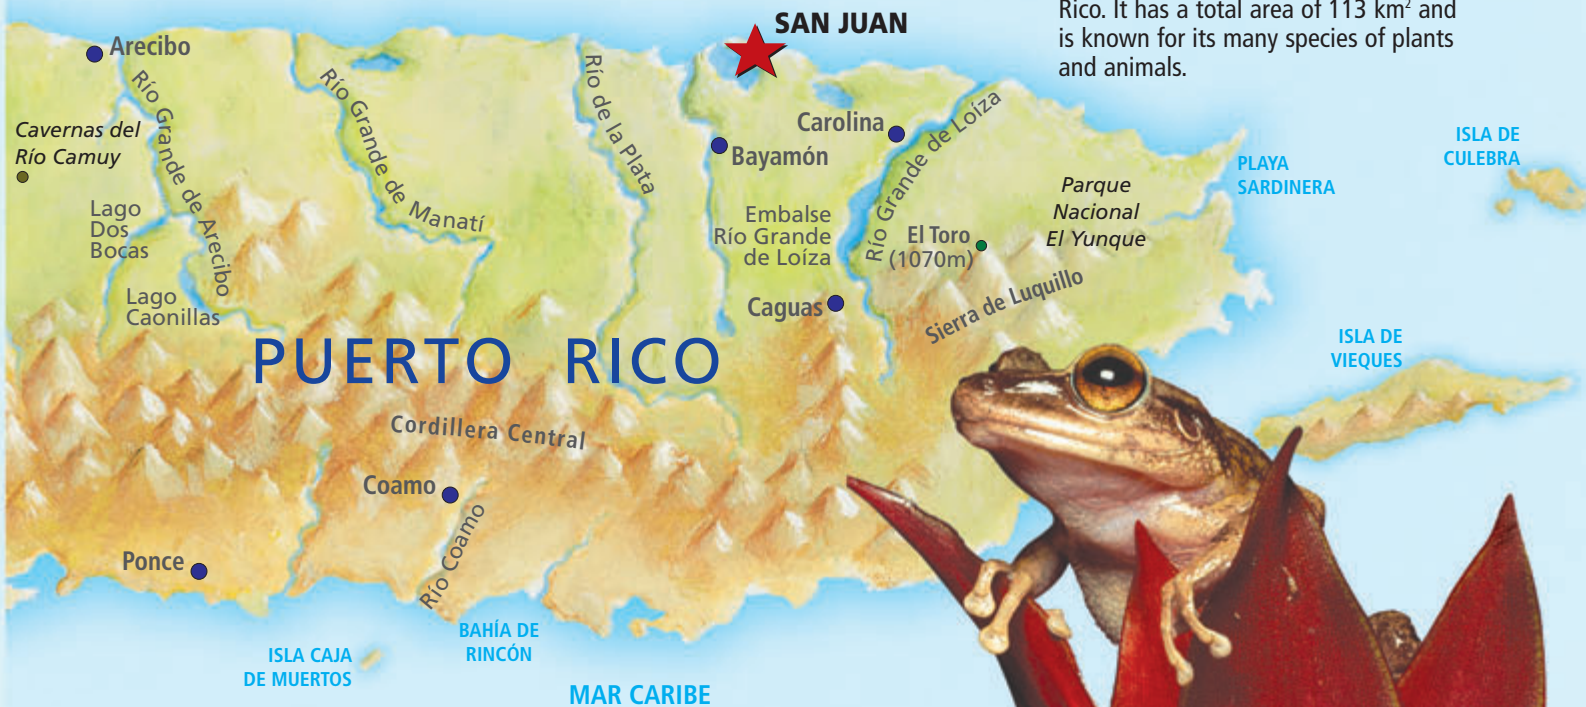 Rico. It has a total area of 113 km² and
is known for its many species of plants
and animals.
SAN JUAN
Arecibo
Río Grande de Arecibo
Río Grande de Manatí
Río de la Plata
Cavernas del
Río Camuy
Carolina
Bayamón
Río Grande de Loíza
ISLA DE
CULEBRA
PLAYA
SARDINERA
Parque
Nacional
El Yunque
Lago
Dos
Bocas
Embalse
Río Grande
de Loíza
El Toro
(1070m)
Lago
Caonillas
Caguas
Sierra de Luquillo
ISLA DE
VIEQUES
PUERTO RICO
Cordillera Central
Coamo
Río Coamo
Ponce
BAHÍA DE
RINCÓN
ISLA CAJA
DE MUERTOS
MAR CARIBE